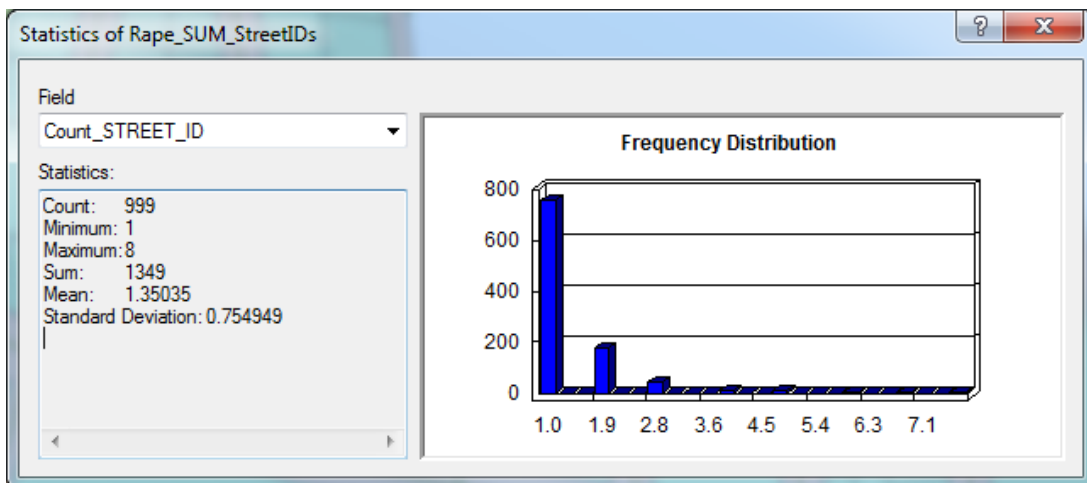 Statistics of Rape_SUM_StreetIDs
? X
Field
Count_STREET_ID
Statistics:
Count: 999
Minimum: 1
Maximum: 8
Sum: 1349
Mean: 1.35035
Standard Deviation: 0.754949
Frequency Distribution
800
600
400
200
0
1.0 1.9 2.8 3.6 4.5 5.4 6.3 7.1